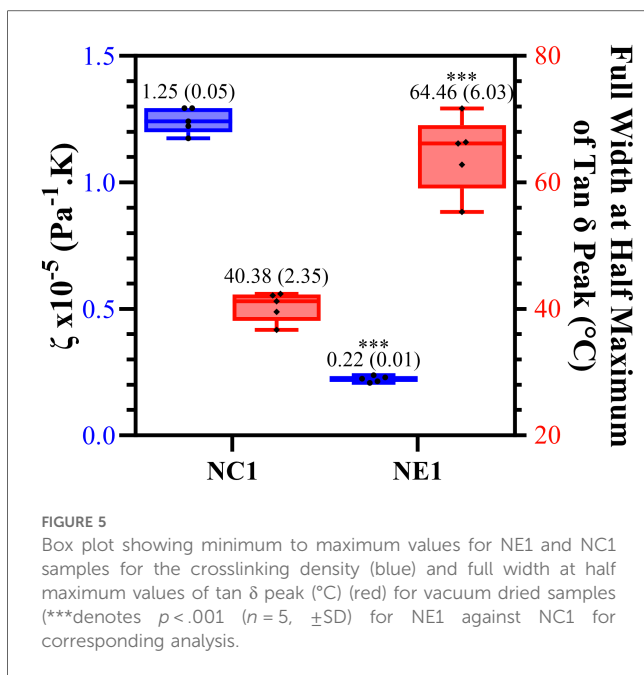 ζ x10⁻⁵ (Pa⁻¹.K)
1.5
1.0
0.5
0.0
1.25 (0.05)
40.38 (2.35)
***
0.22 (0.01)
***
64.46 (6.03)
80
60
40
20
Full Width at Half Maximum
of Tan δ Peak (°C)
NC1
NE1
FIGURE 5
Box plot showing minimum to maximum values for NE1 and NC1
samples for the crosslinking density (blue) and full width at half
maximum values of tan δ peak (°C) (red) for vacuum dried samples
(***denotes p < .001 (n = 5, ±SD) for NE1 against NC1 for
corresponding analysis.